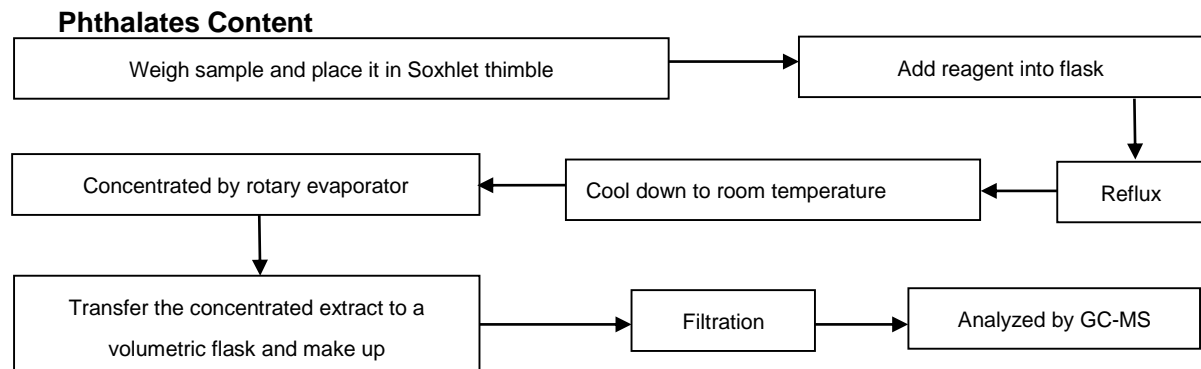 Phthalates Content
Weigh sample and place it in Soxhlet thimble
Add reagent into flask
Reflux
Cool down to room temperature
Concentrated by rotary evaporator
Transfer the concentrated extract to a
volumetric flask and make up
Filtration
Analyzed by GC-MS